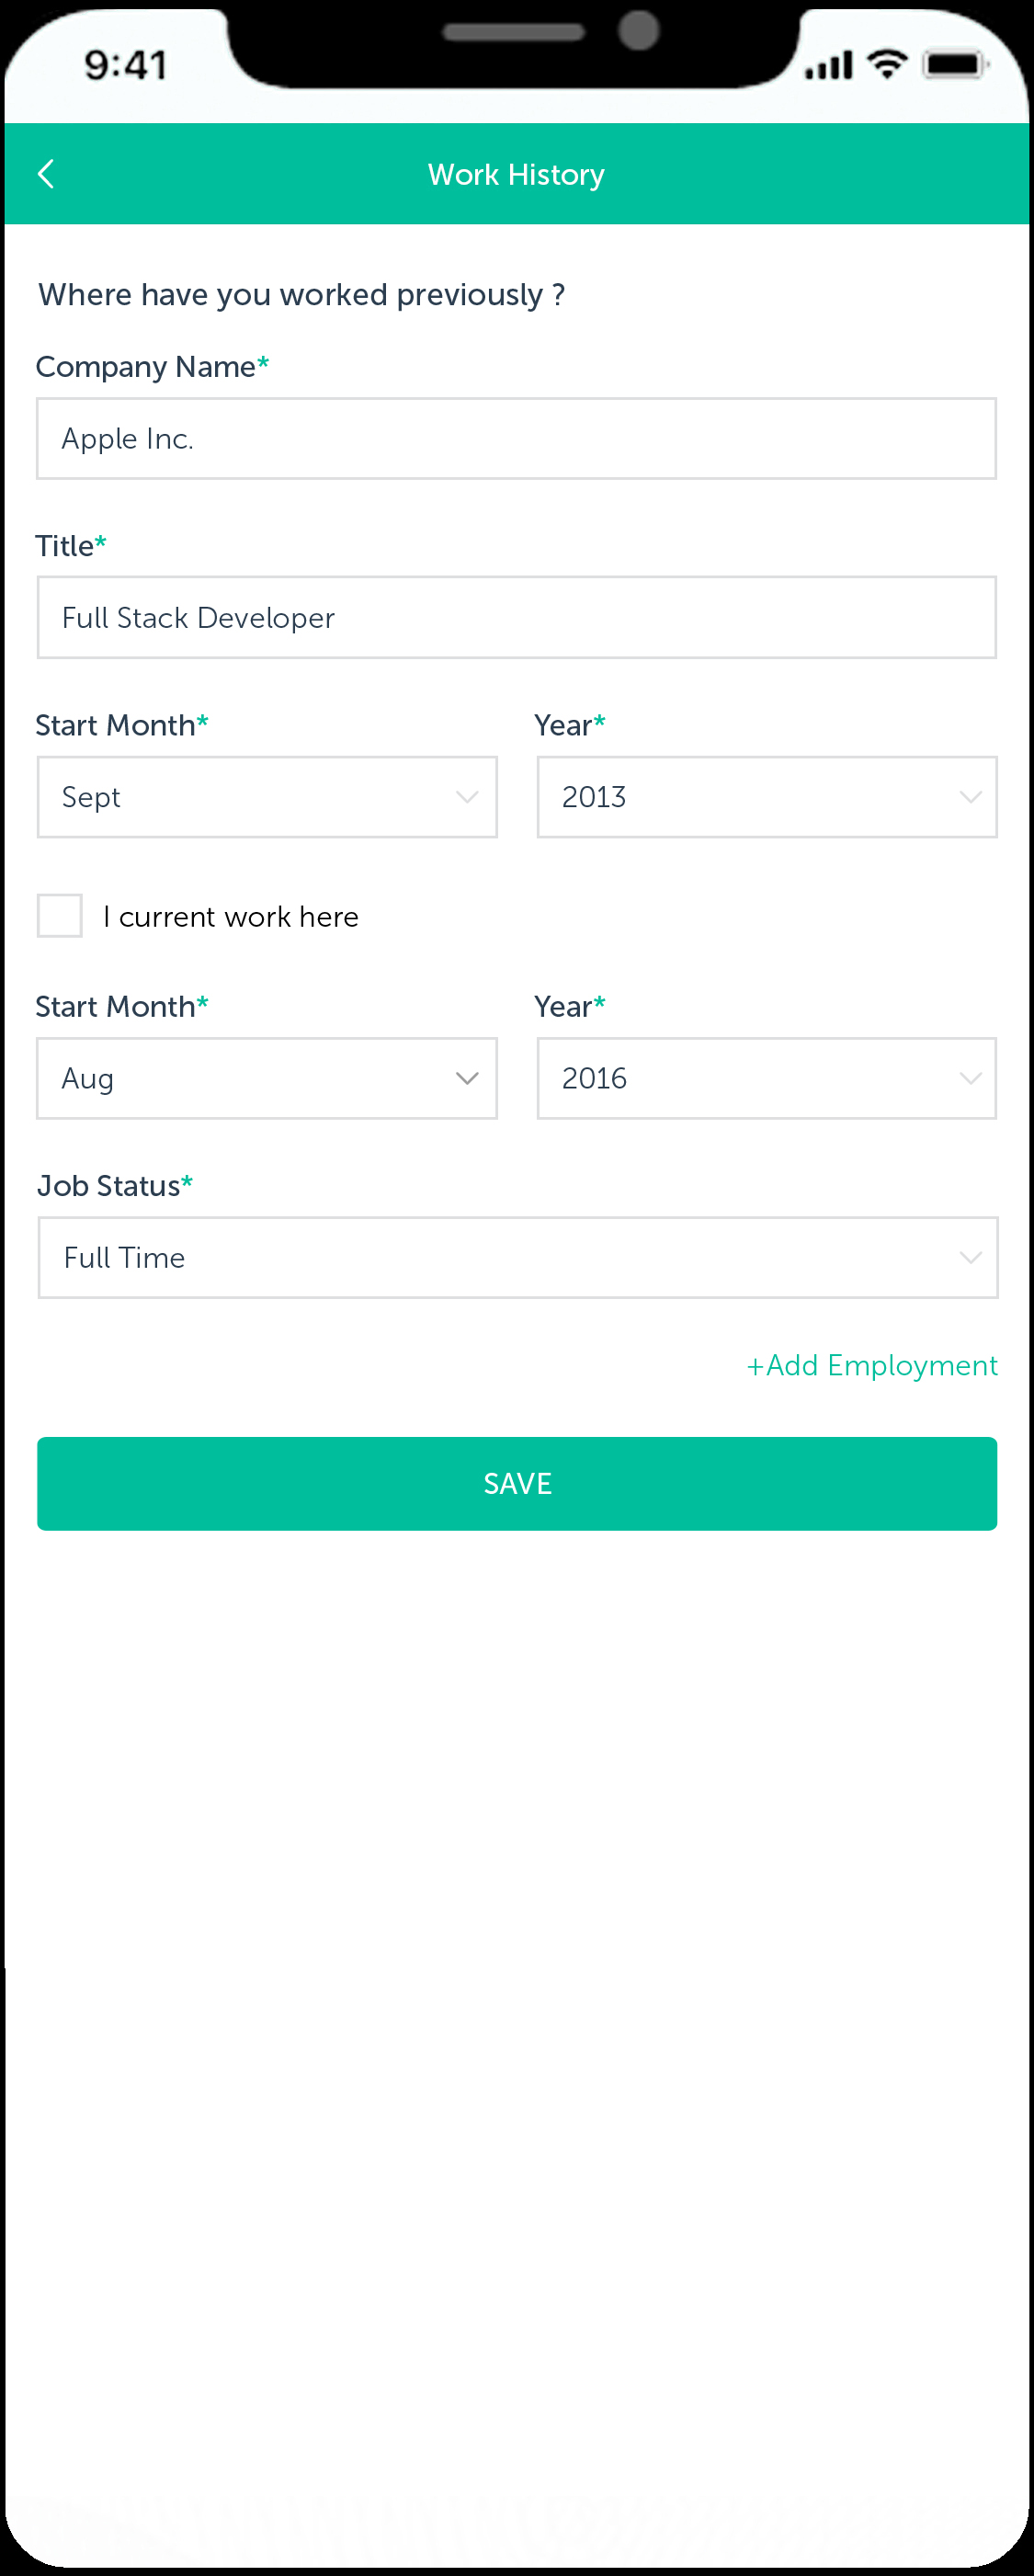 9:41
Work History
Where have you worked previously ?
Company Name*
Apple Inc.
Title*
Full Stack Developer
Start Month* Year*
Sept 2013
I current work here
Start Month* Year*
Aug 2016
Job Status*
Full Time
+Add Employment
SAVE